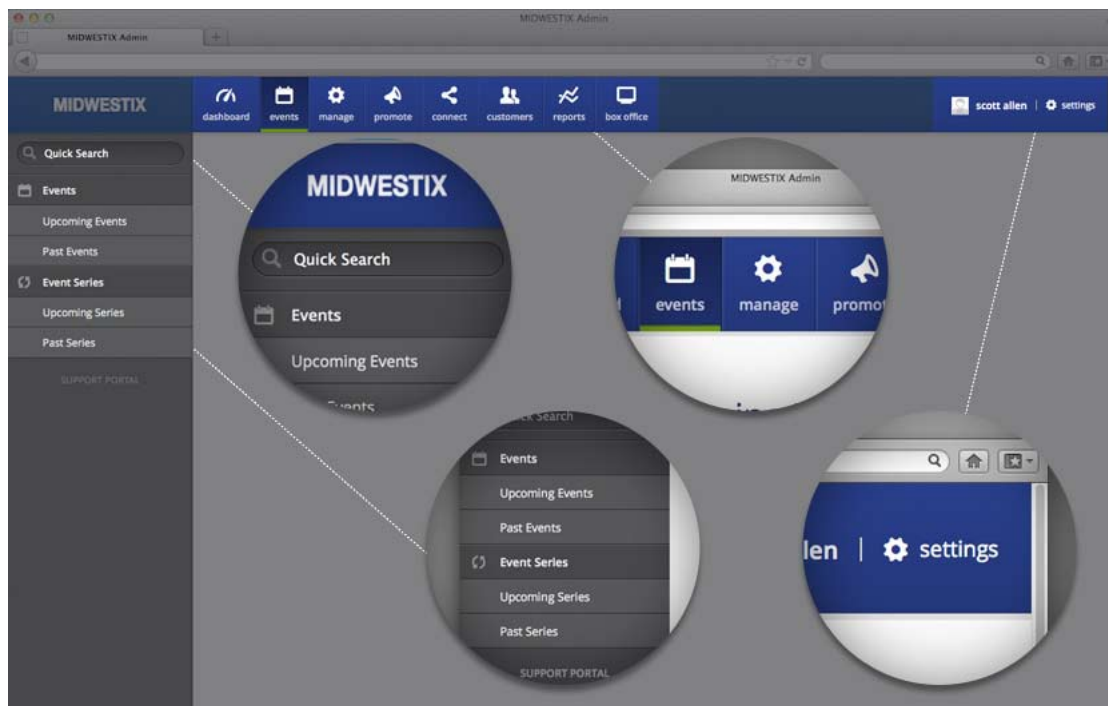 MIDWESTIX Admin
MIDWESTIX Admin
MIDWESTIX
dashboard
events
manage
promote
connect
customers
reports
box office
scott allen | settings
Quick Search
Events
Upcoming Events
Past Events
Event Series
Upcoming Series
Past Series
SUPPORT PORTAL
MIDWESTIX
Quick Search
Events
Upcoming Events
Events
MIDWESTIX Admin
events
manage
promot
Search
Events
Upcoming Events
Past Events
Event Series
Upcoming Series
Past Series
SUPPORT PORTAL
len | settings